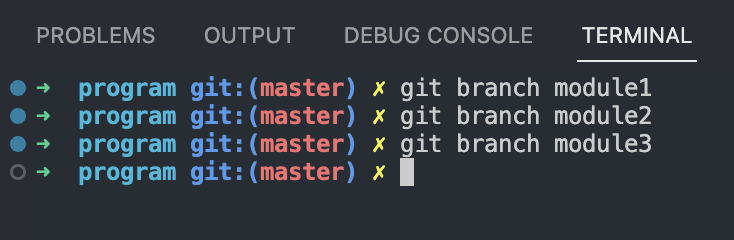 PROBLEMS OUTPUT DEBUG CONSOLE TERMINAL
➜ program git:(master) ✗ git branch module1
➜ program git:(master) ✗ git branch module2
➜ program git:(master) ✗ git branch module3
➜ program git:(master) ✗